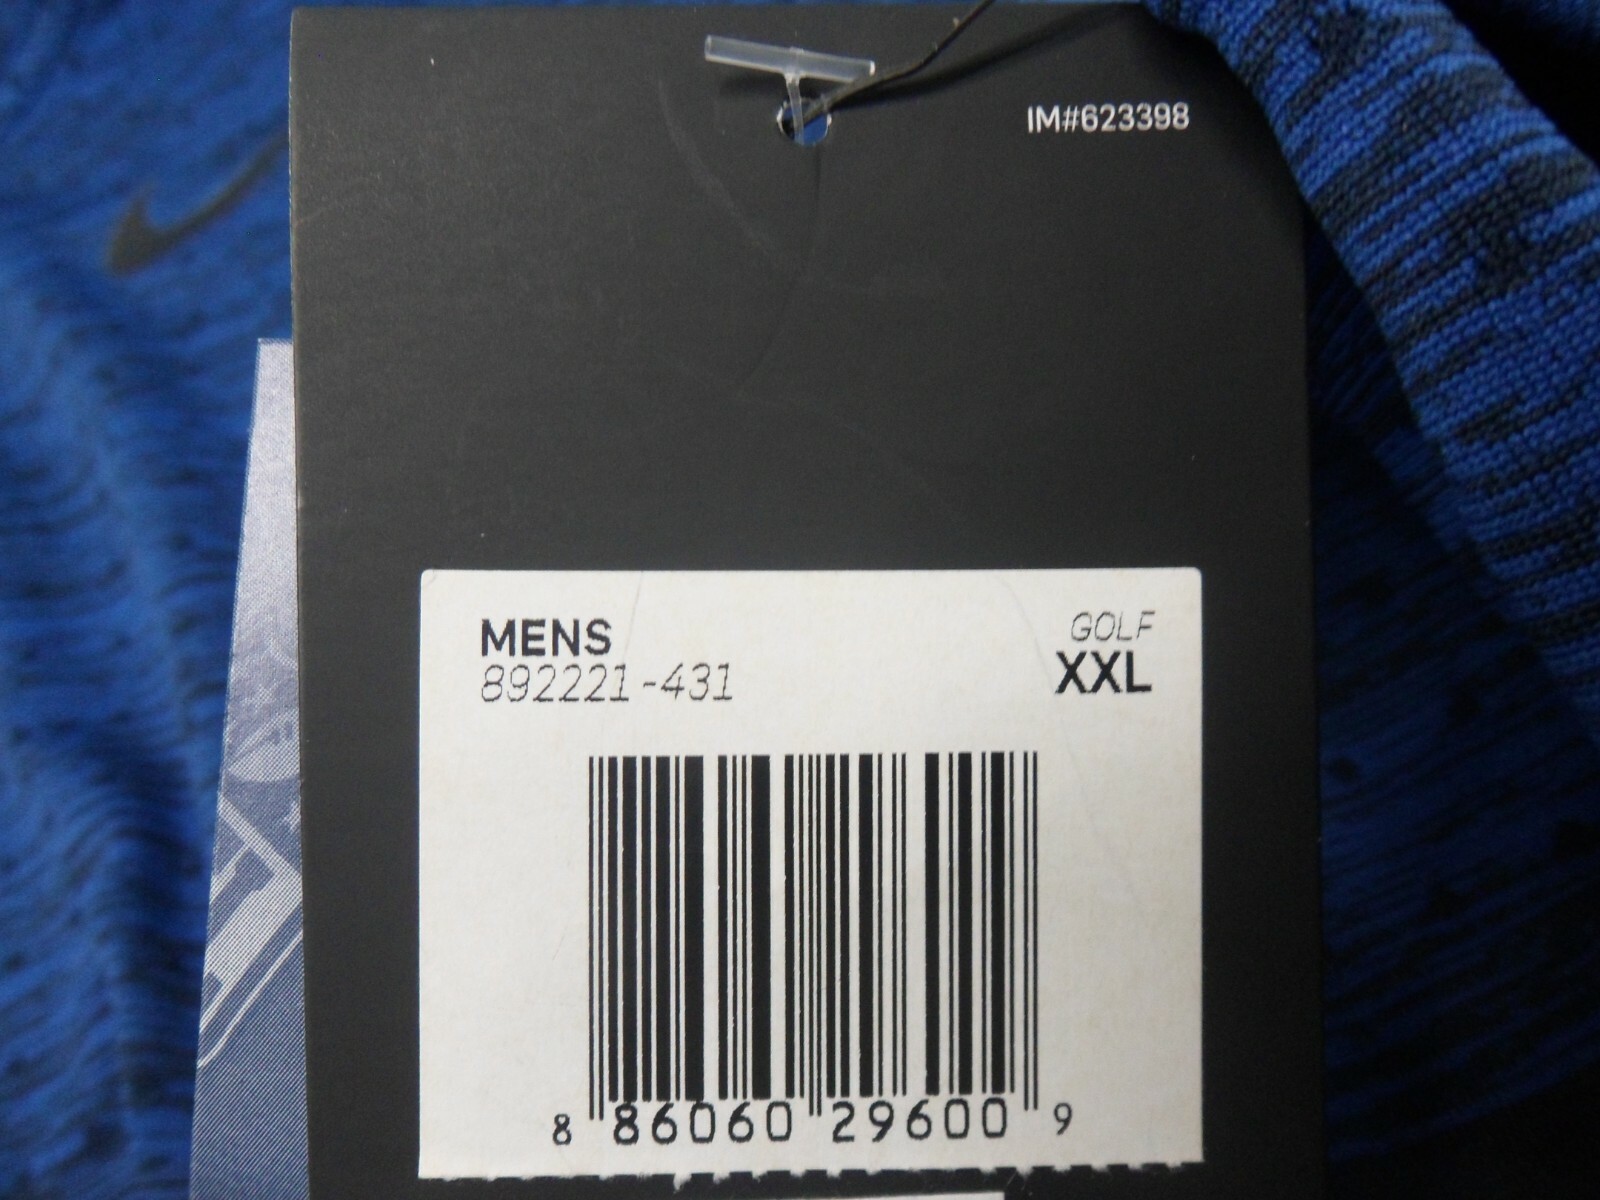 IM#623398
MENS
GOLF
892221-431
XXL
8 86060 29600 9